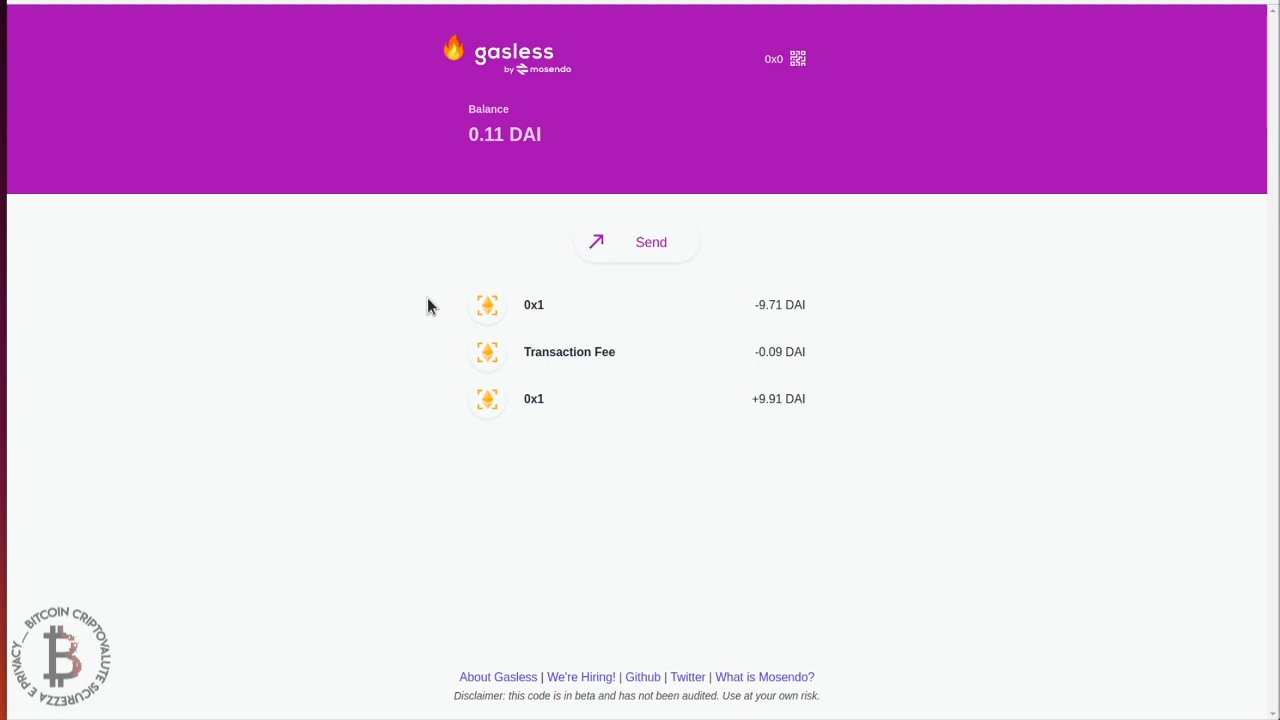 gasless
by mosendo
0x0
Balance
0.11 DAI
Send
0x1 -9.71 DAI
Transaction Fee -0.09 DAI
0x1 +9.91 DAI
BITCOIN CRIPTOVALUTE SICUREZZA E PRIVACY —
About Gasless | We're Hiring! | Github | Twitter | What is Mosendo?
Disclaimer: this code is in beta and has not been audited. Use at your own risk.